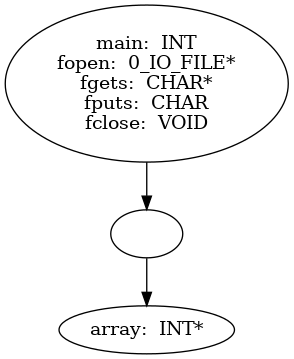 main: INT
fopen: 0_IO_FILE*
fgets: CHAR*
fputs: CHAR
fclose: VOID
array: INT*